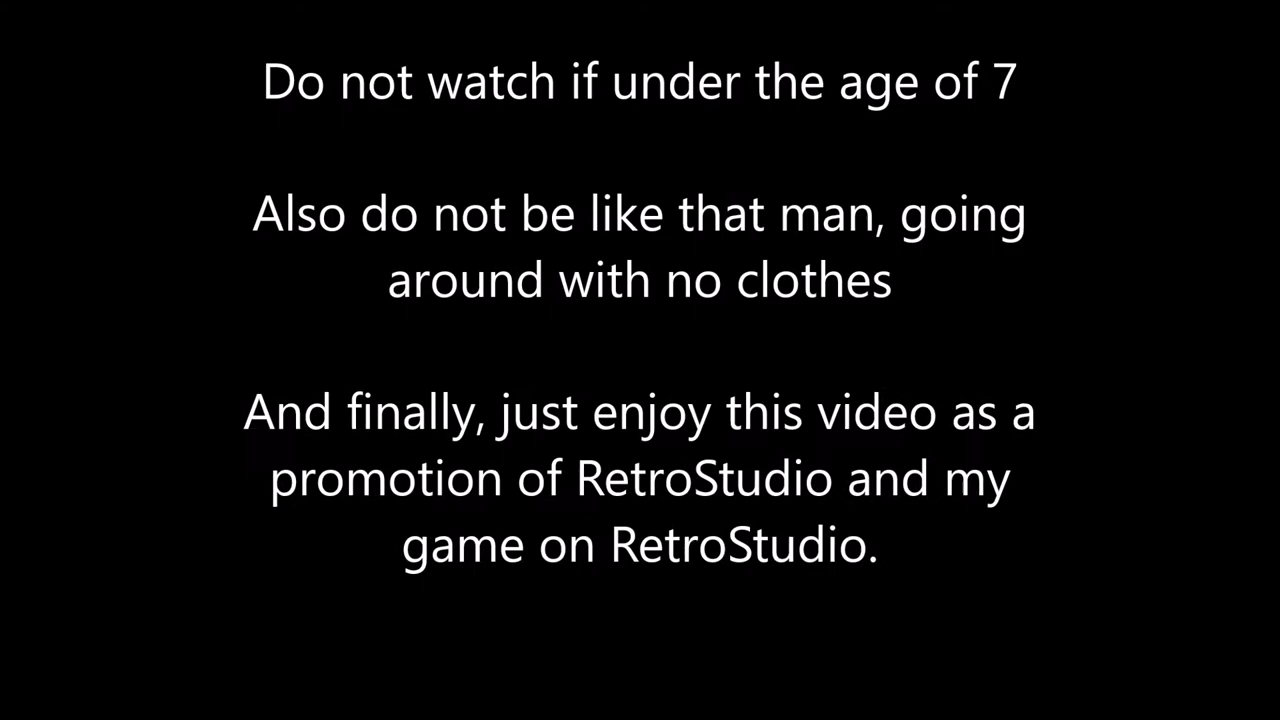 Do not watch if under the age of 7
Also do not be like that man, going
around with no clothes
And finally, just enjoy this video as a
promotion of RetroStudio and my
game on RetroStudio.